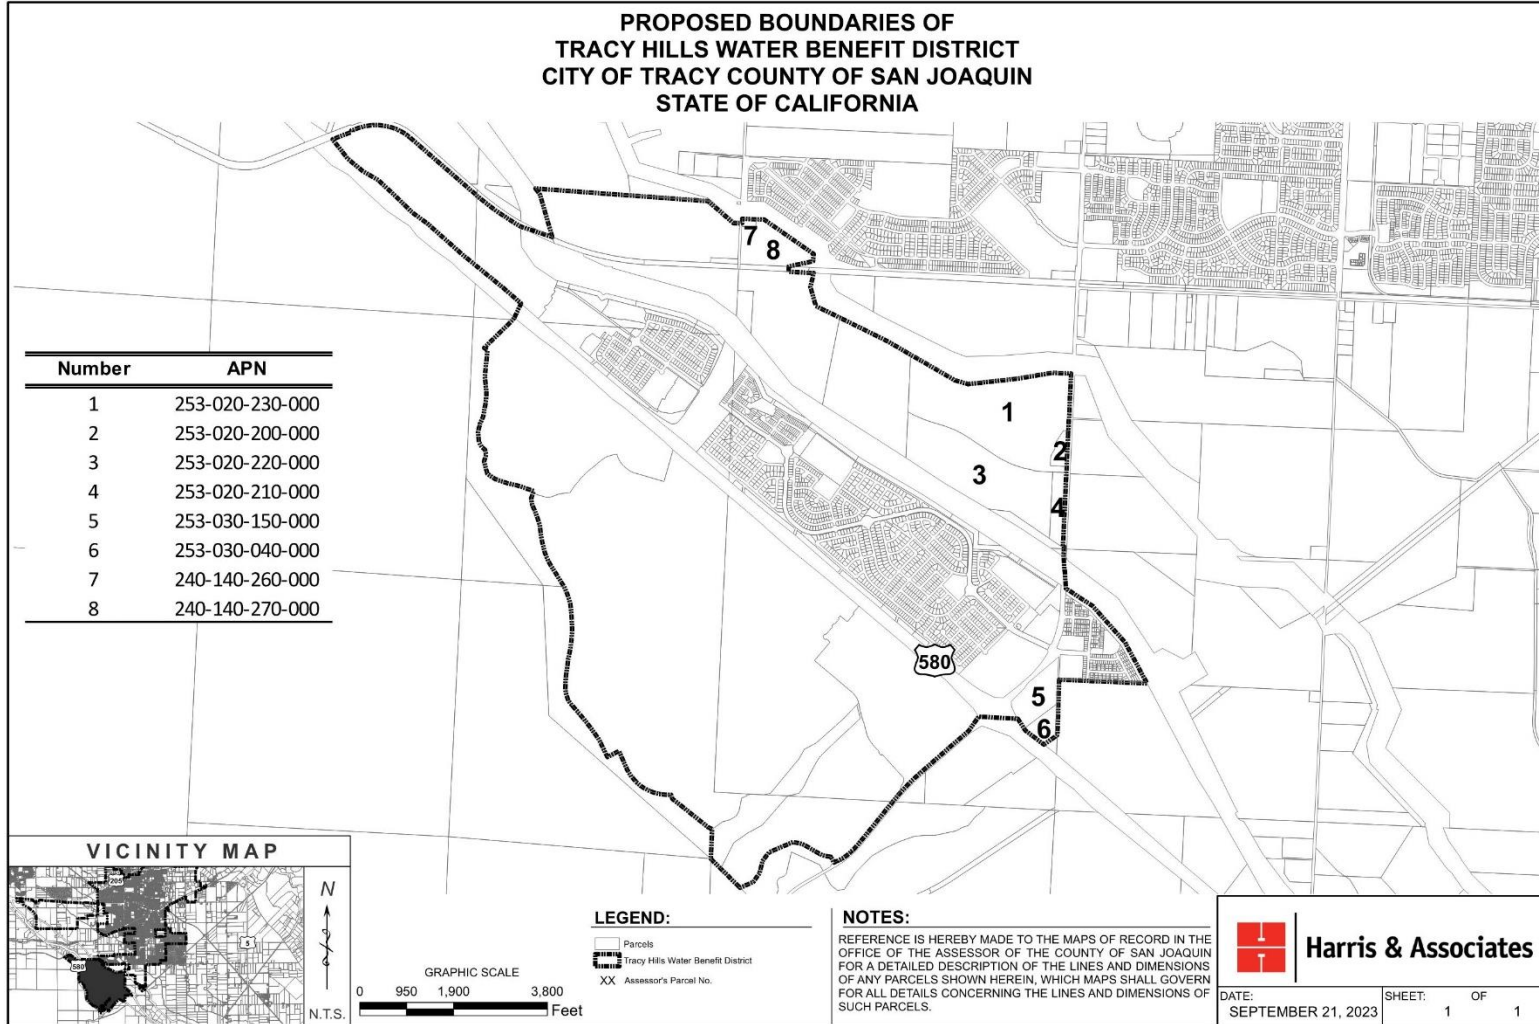 PROPOSED BOUNDARIES OF
TRACY HILLS WATER BENEFIT DISTRICT
CITY OF TRACY COUNTY OF SAN JOAQUIN
STATE OF CALIFORNIA
7
8
Number APN
1 253-020-230-000
2 253-020-200-000
3 253-020-220-000
4 253-020-210-000
5 253-030-150-000
6 253-030-040-000
7 240-140-260-000
8 240-140-270-000
1
2
3
4
580
5
6
VICINITY MAP
205
5
580
N
N.T.S.
GRAPHIC SCALE
0 950 1,900 3,800
Feet
LEGEND:
Parcels
Tracy Hills Water Benefit District
XX Assessor's Parcel No.
NOTES:
REFERENCE IS HEREBY MADE TO THE MAPS OF RECORD IN THE
OFFICE OF THE ASSESSOR OF THE COUNTY OF SAN JOAQUIN
FOR A DETAILED DESCRIPTION OF THE LINES AND DIMENSIONS
OF ANY PARCELS SHOWN HEREIN, WHICH MAPS SHALL GOVERN
FOR ALL DETAILS CONCERNING THE LINES AND DIMENSIONS OF
SUCH PARCELS.
Harris & Associates
DATE:
SEPTEMBER 21, 2023
SHEET: OF
1 1